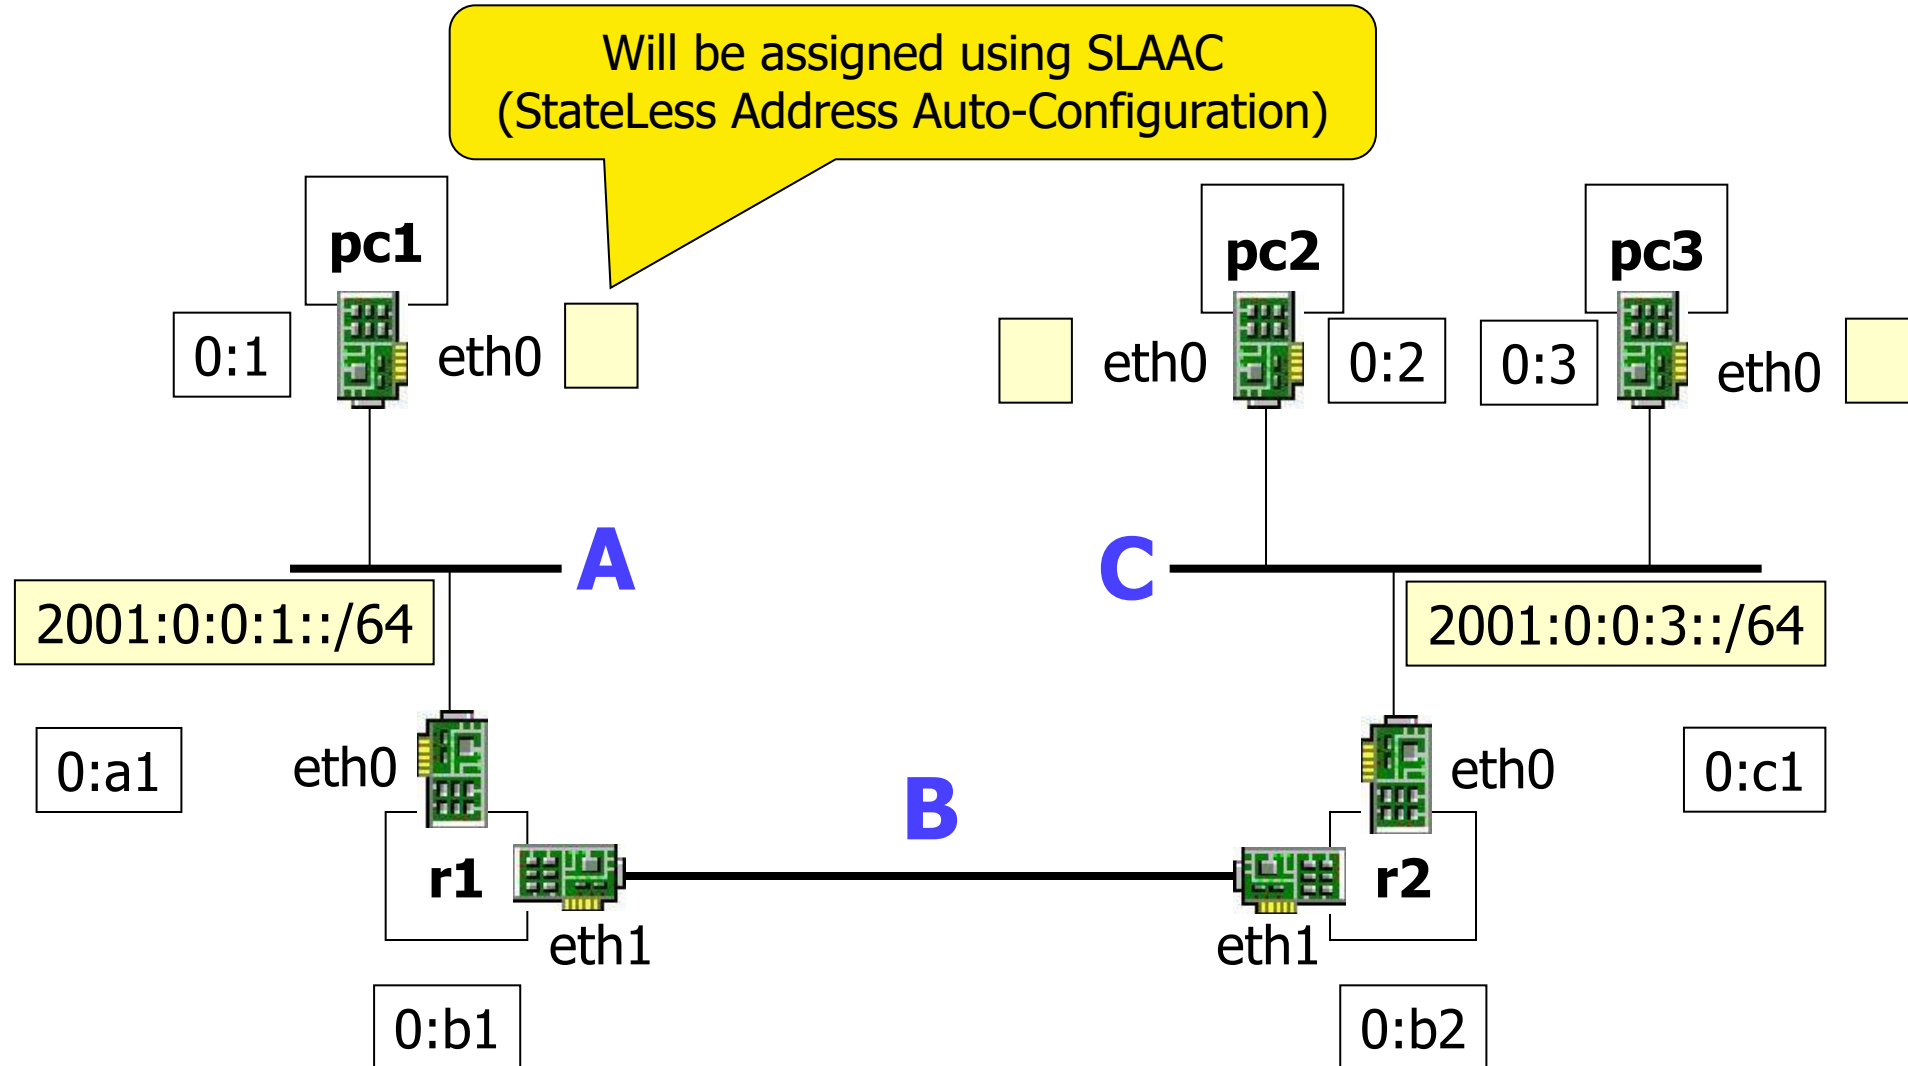 Will be assigned using SLAAC
(StateLess Address Auto-Configuration)
pc1
pc2
pc3
0:1
eth0
eth0
0:2
0:3
eth0
A
C
2001:0:0:1::/64
2001:0:0:3::/64
0:a1
eth0
eth0
0:c1
B
r1
r2
eth1
eth1
0:b1
0:b2